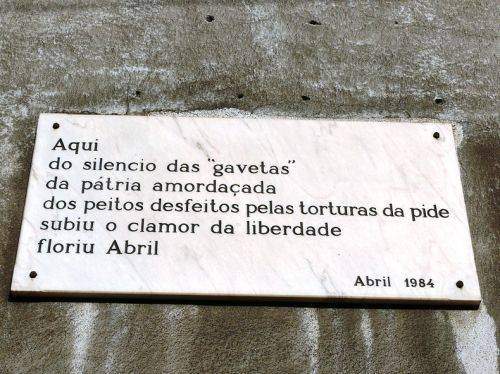 Aqui
do silencio das "gavetas"
da pátria amordaçada
dos peitos desfeitos pelas torturas da pide
subiu o clamor da liberdade
floriu Abril
Abril 1984